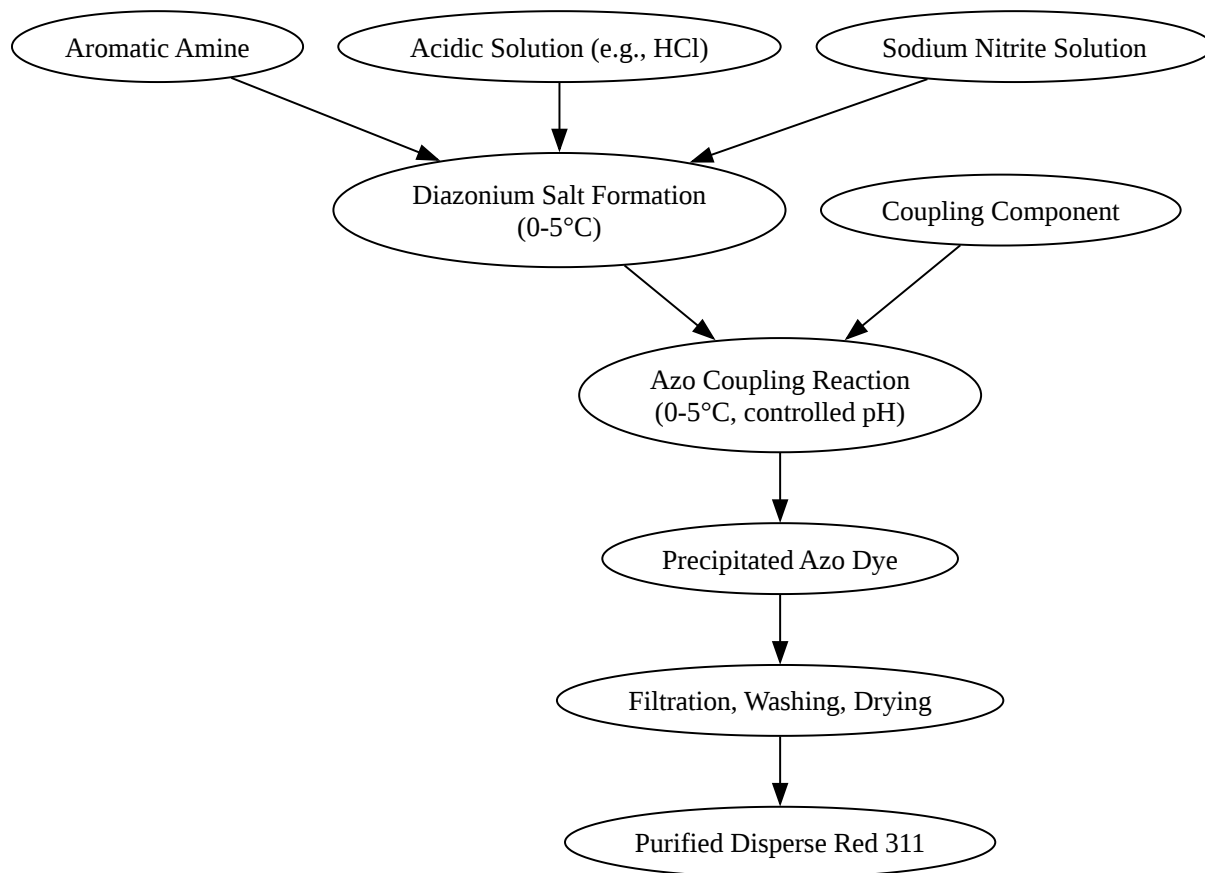 Aromatic Amine
Acidic Solution (e.g., HCl)
Sodium Nitrite Solution
Diazonium Salt Formation
(0-5°C)
Coupling Component
Azo Coupling Reaction
(0-5°C, controlled pH)
Precipitated Azo Dye
Filtration, Washing, Drying
Purified Disperse Red 311